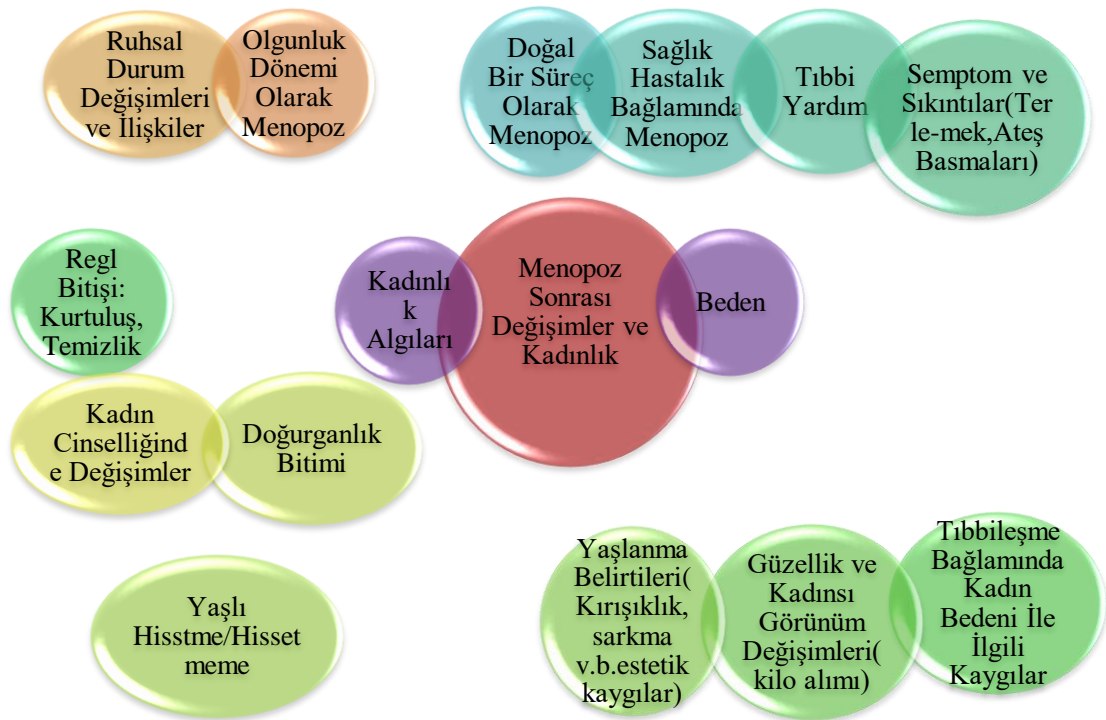 Ruhsal
Durum
Değişimleri
ve İlişkiler
Olgunluk
Dönemi
Olarak
Menopoz
Doğal
Bir Süreç
Olarak
Menopoz
Sağlık
Hastalık
Bağlamında
Menopoz
Tıbbi
Yardım
Semptom ve
Sıkıntılar(Ter
le-mek,Ateş
Basmaları)
Regl
Bitişi:
Kurtuluş,
Temizlik
Kadınlı
k
Algıları
Menopoz
Sonrası
Değişimler ve
Kadınlık
Beden
Kadın
Cinselliğind
e Değişimler
Doğurganlık
Bitimi
Yaşlı
Hisstme/Hisset
meme
Yaşlanma
Belirtileri(
Kırışıklık,
sarkma
v.b.estetik
kaygılar)
Güzellik ve
Kadınsı
Görünüm
Değişimleri(
kilo alımı)
Tıbbileşme
Bağlamında
Kadın
Bedeni İle
İlgili
Kaygılar